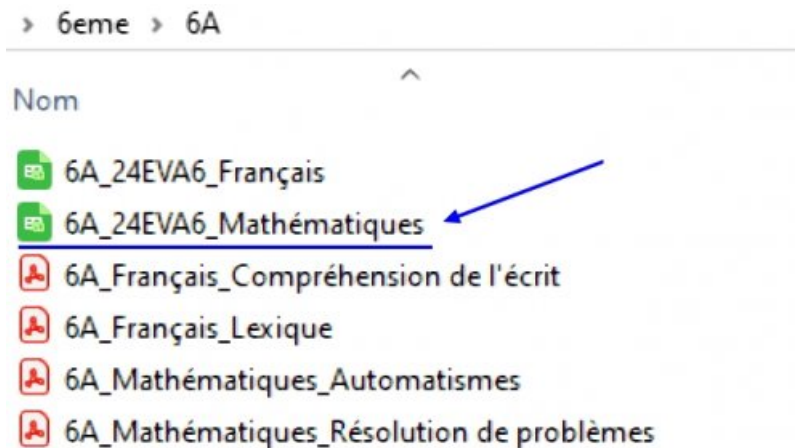 > 6eme > 6A
Nom
6A_24EVA6_Français
6A_24EVA6_Mathématiques
6A_Français_Compréhension de l'écrit
6A_Français_Lexique
6A_Mathématiques_Automatismes
6A_Mathématiques_Résolution de problèmes